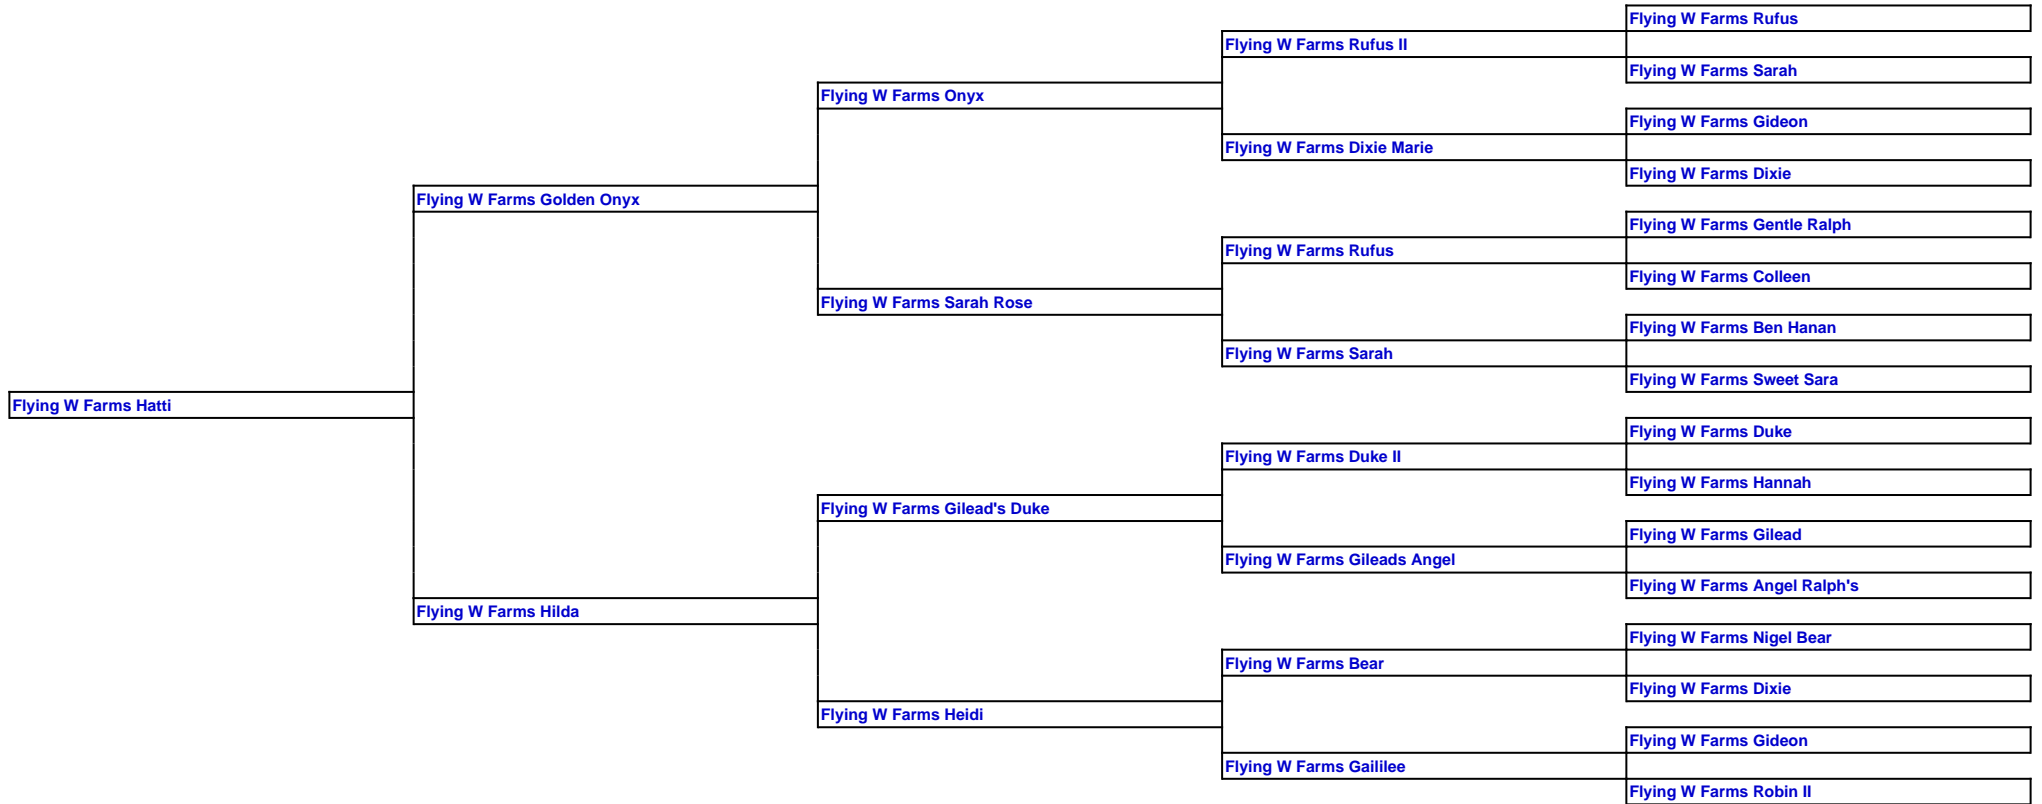 Flying W Farms Rufus
Flying W Farms Rufus II
Flying W Farms Sarah
Flying W Farms Onyx
Flying W Farms Gideon
Flying W Farms Dixie Marie
Flying W Farms Dixie
Flying W Farms Golden Onyx
Flying W Farms Gentle Ralph
Flying W Farms Rufus
Flying W Farms Colleen
Flying W Farms Sarah Rose
Flying W Farms Ben Hanan
Flying W Farms Sarah
Flying W Farms Sweet Sara
Flying W Farms Hatti
Flying W Farms Duke
Flying W Farms Duke II
Flying W Farms Hannah
Flying W Farms Gilead's Duke
Flying W Farms Gilead
Flying W Farms Gileads Angel
Flying W Farms Angel Ralph's
Flying W Farms Hilda
Flying W Farms Nigel Bear
Flying W Farms Bear
Flying W Farms Dixie
Flying W Farms Heidi
Flying W Farms Gideon
Flying W Farms Gaililee
Flying W Farms Robin II